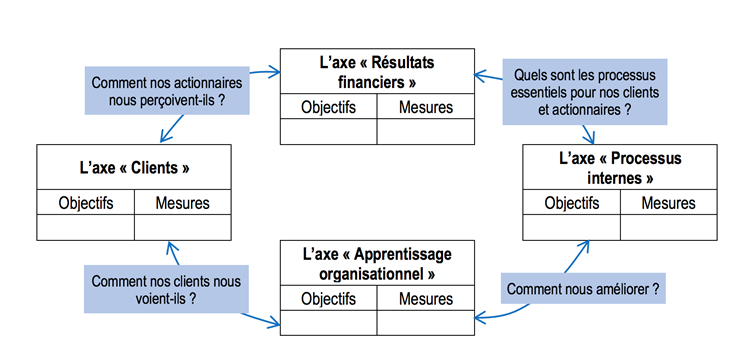 L'axe « Résultats
financiers »
Objectifs
Mesures
Comment nos actionnaires
nous perçoivent-ils ?
Quels sont les processus
essentiels pour nos clients
et actionnaires ?
L'axe « Clients »
Objectifs
Mesures
L'axe « Processus
internes »
Objectifs
Mesures
L'axe « Apprentissage
organisationnel »
Objectifs
Mesures
Comment nos clients nous
voient-ils ?
Comment nous améliorer ?